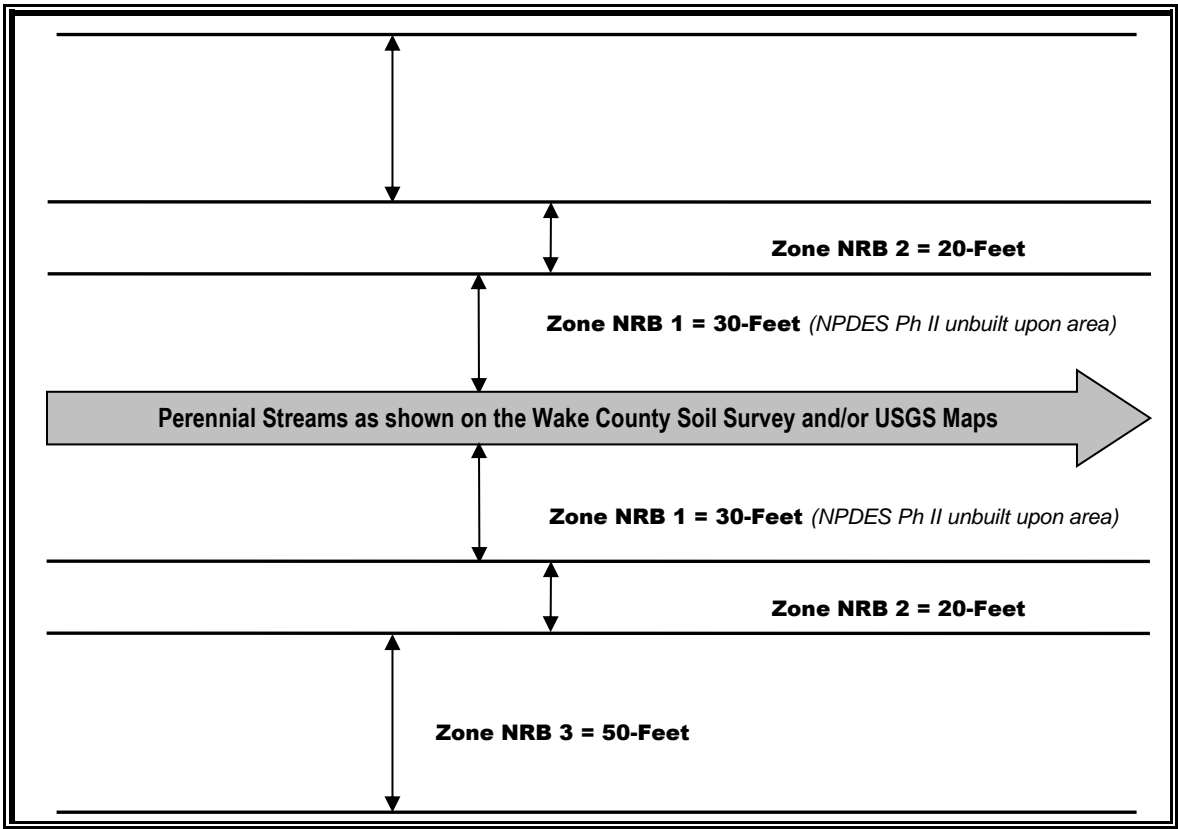 Zone NRB 2 = 20-Feet
Zone NRB 1 = 30-Feet (NPDES Ph II unbuilt upon area)
Perennial Streams as shown on the Wake County Soil Survey and/or USGS Maps
Zone NRB 1 = 30-Feet (NPDES Ph II unbuilt upon area)
Zone NRB 2 = 20-Feet
Zone NRB 3 = 50-Feet